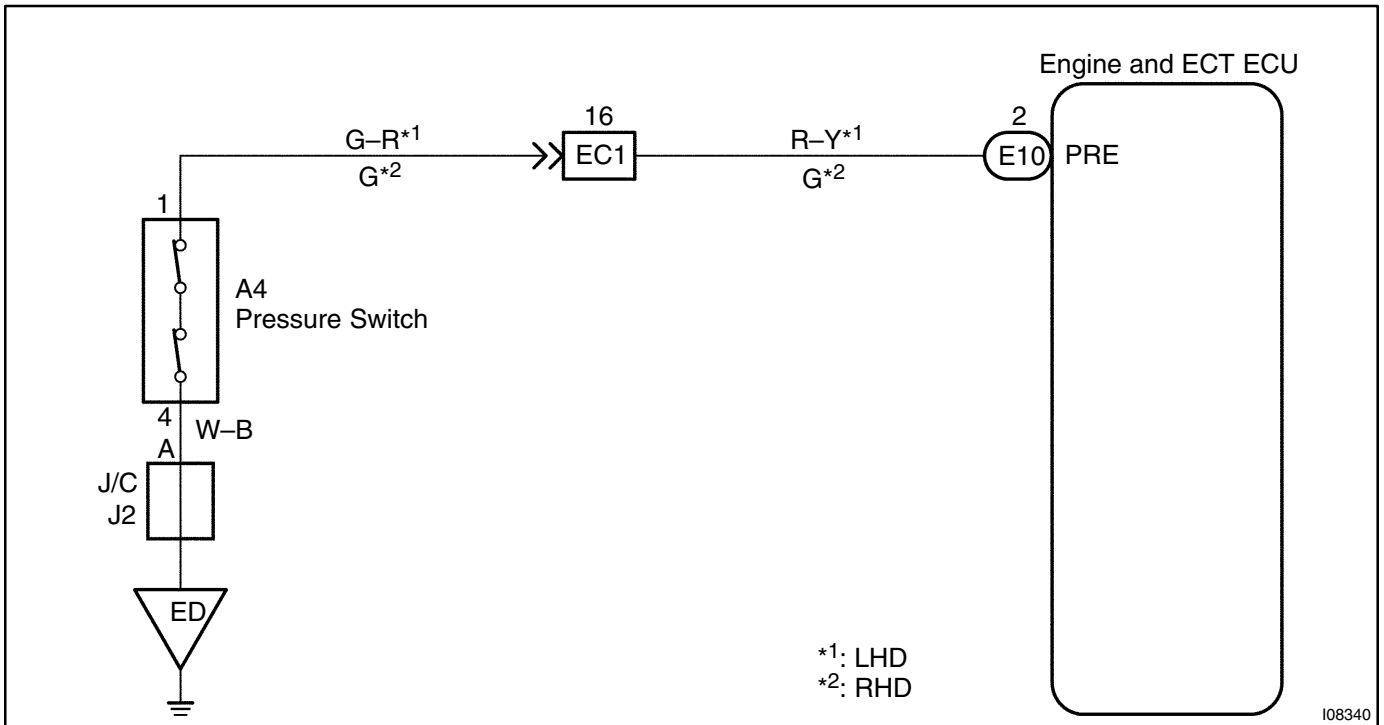 Engine and ECT ECU
G–R*1
G*2
16
EC1
R–Y*1
G*2
2
E10
PRE
1
A4
Pressure Switch
4
W–B
A
J/C
J2
ED
*1: LHD
*2: RHD
I08340